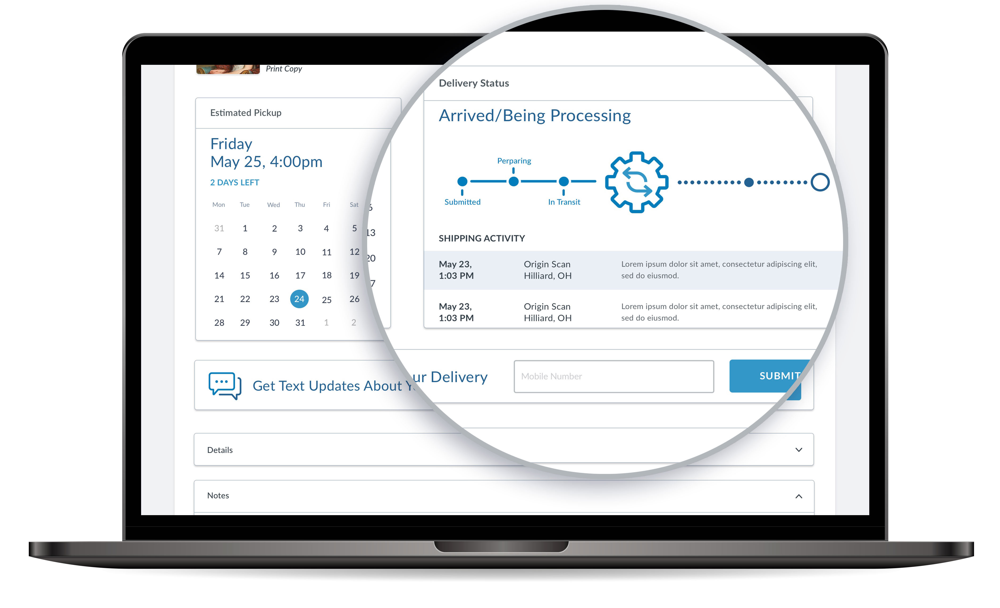 Print Copy
Estimated Pickup
Friday
May 25, 4:00pm
2 DAYS LEFT
Mon Tue Wed Thu Fri Sat
31 1 2 3 4 5
7 8 9 10 11 12
14 15 16 17 18 19
21 22 23 24 25 26
28 29 30 31 1 2
13
20
7
Delivery Status
Arrived/Being Processing
Perparing
Submitted In Transit
SHIPPING ACTIVITY
May 23, Origin Scan Lorem ipsum dolor sit amet, consectetur adipiscing elit,
1:03 PM Hilliard, OH sed do eiusmod.
May 23, Origin Scan Lorem ipsum dolor sit amet, consectetur adipiscing elit,
1:03 PM Hilliard, OH sed do eiusmod.
Get Text Updates About Y ur Delivery Mobile Number SUBMIT
Details
Notes